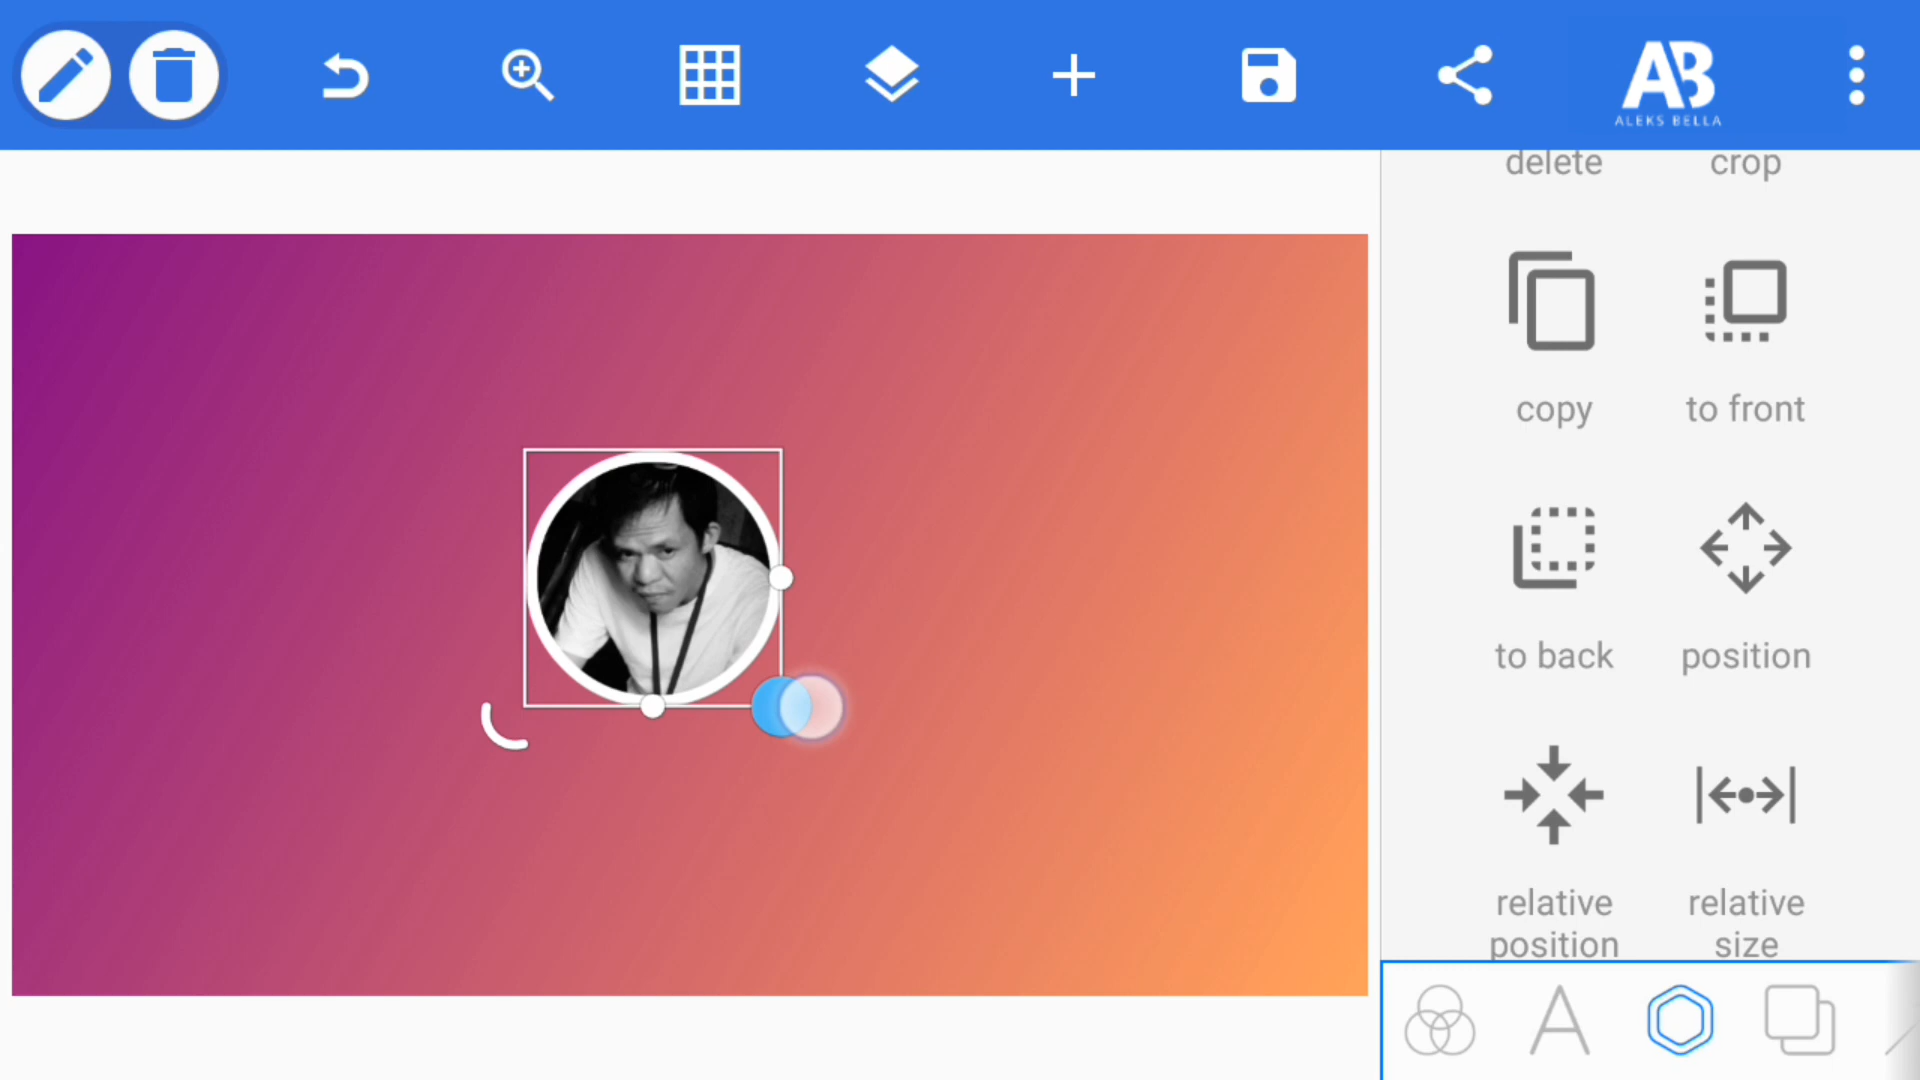 AB
ALEKS BELLA
delete
crop
copy
to front
to back
position
relative
position
relative
size